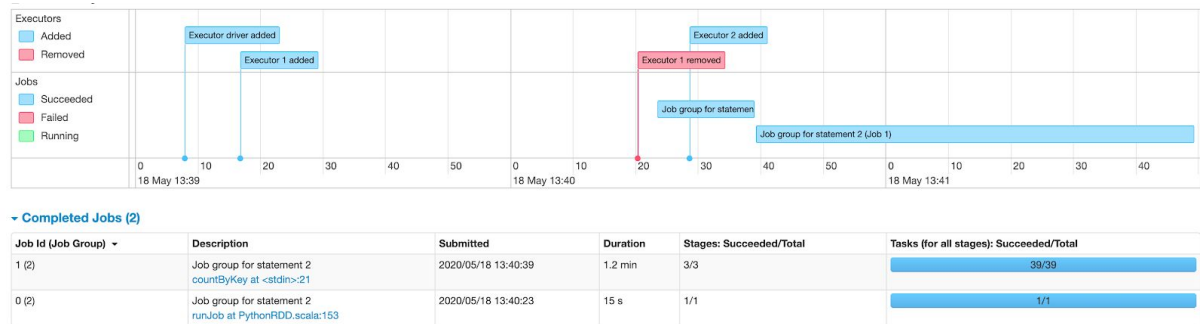 Executors
Added
Removed
Executor driver added
Executor 1 added
Executor 2 added
Executor 1 removed
Jobs
Succeeded
Failed
Running
Job group for statemen
Job group for statement 2 (Job 1)
0 10 20 30 40 50 0 10 20 30 40 50 0 10 20 30 40
18 May 13:39 18 May 13:40 18 May 13:41
Completed Jobs (2)
Job Id (Job Group) Description Submitted Duration Stages: Succeeded/Total Tasks (for all stages): Succeeded/Total
1 (2) Job group for statement 2 2020/05/18 13:40:39 1.2 min 3/3 39/39
countByKey at <stdin>:21
0 (2) Job group for statement 2 2020/05/18 13:40:23 15 s 1/1 1/1
runJob at PythonRDD.scala:153